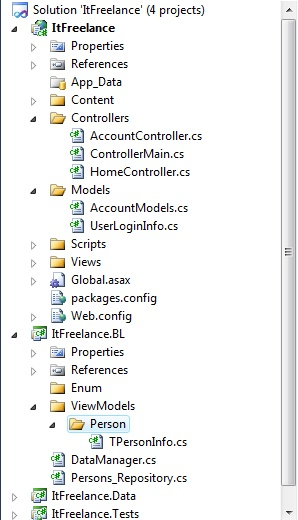 Solution 'ItFreelance' (4 projects)
ItFreelance
Properties
References
App_Data
Content
Controllers
AccountController.cs
ControllerMain.cs
HomeController.cs
Models
AccountModels.cs
UserLoginInfo.cs
Scripts
Views
Global.asax
packages.config
Web.config
ItFreelance.BL
Properties
References
Enum
ViewModels
Person
TPersonInfo.cs
DataManager.cs
Persons_Repository.cs
ItFreelance.Data
ItFreelance.Tests